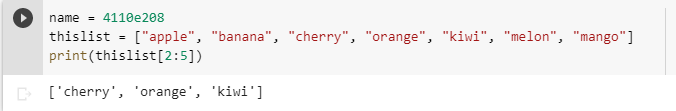 name = 4110e208
thislist = ["apple", "banana", "cherry", "orange", "kiwi", "melon", "mango"]
print(thislist[2:5])
['cherry', 'orange', 'kiwi']